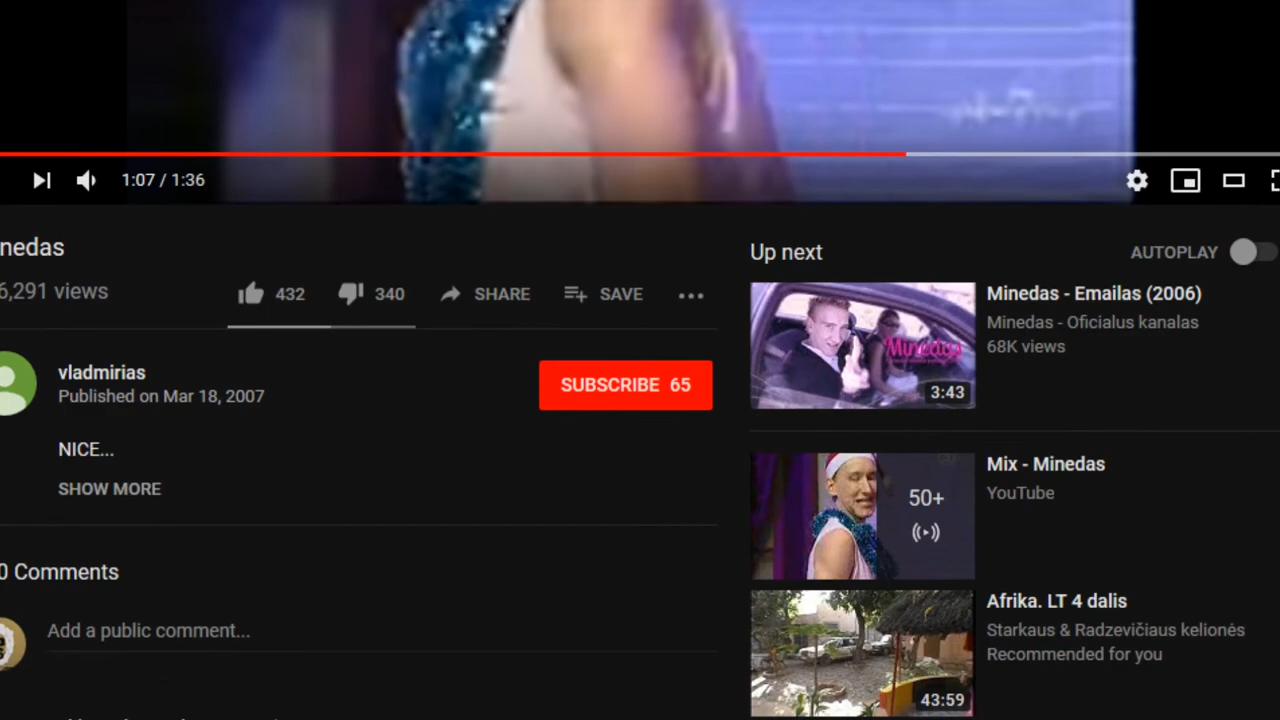 1:07 / 1:36
nedas
6,291 views
432
340
SHARE
SAVE
vladmirias
Published on Mar 18, 2007
SUBSCRIBE 65
NICE...
SHOW MORE
0 Comments
Add a public comment...
Up next
AUTOPLAY
Minedas
3:43
Minedas - Emailas (2006)
Minedas - Oficialus kanalas
68K views
50+
Mix - Minedas
YouTube
43:59
Afrika. LT 4 dalis
Starkaus & Radzevičiaus kelionės
Recommended for you